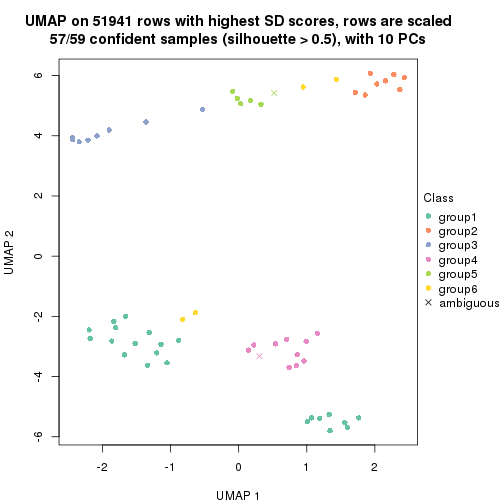 UMAP on 51941 rows with highest SD scores, rows are scaled
57/59 confident samples (silhouette > 0.5), with 10 PCs
6
4
2
0
-2
-4
-6
UMAP 2
-2
-1
0
1
2
UMAP 1
Class
group1
group2
group3
group4
group5
group6
ambiguous